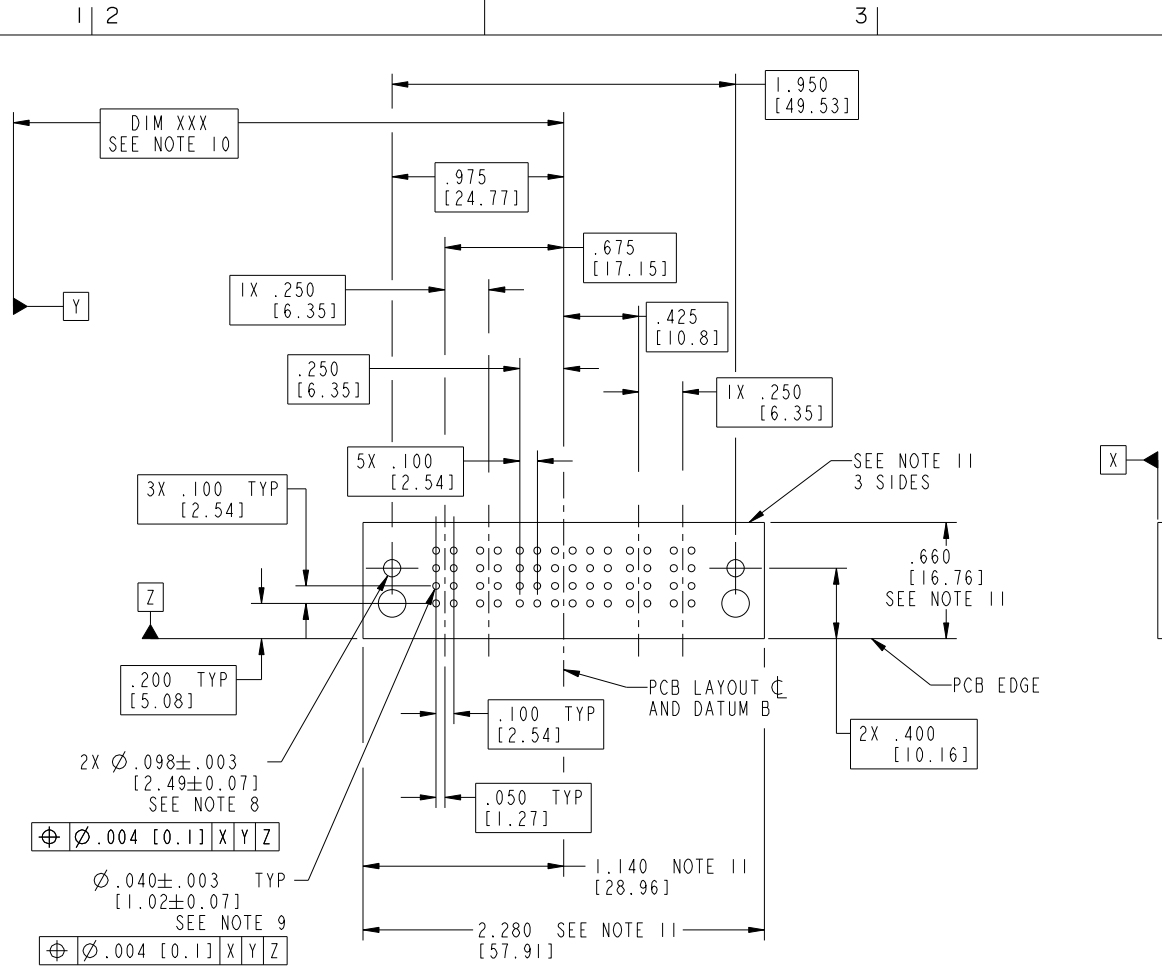 1 2 3
1.950
[49.53]
DIM XXX
SEE NOTE 10
.975
[24.77]
.675
[17.15]
1X .250
[6.35]
Y
.425
[10.8]
.250
[6.35]
1X .250
[6.35]
5X .100
[2.54]
SEE NOTE 11
3 SIDES
X
3X .100 TYP
[2.54]
.660
[16.76]
SEE NOTE 11
Z
.200 TYP
[5.08]
PCB LAYOUT ℄
AND DATUM B
PCB EDGE
.100 TYP
[2.54]
2X .400
[10.16]
2X Ø.098±.003
[2.49±0.07]
SEE NOTE 8
⌖ Ø.004 [0.1] X Y Z
.050 TYP
[1.27]
1.140 NOTE 11
[28.96]
Ø.040±.003 TYP
[1.02±0.07]
SEE NOTE 9
⌖ Ø.004 [0.1] X Y Z
2.280 SEE NOTE 11
[57.91]